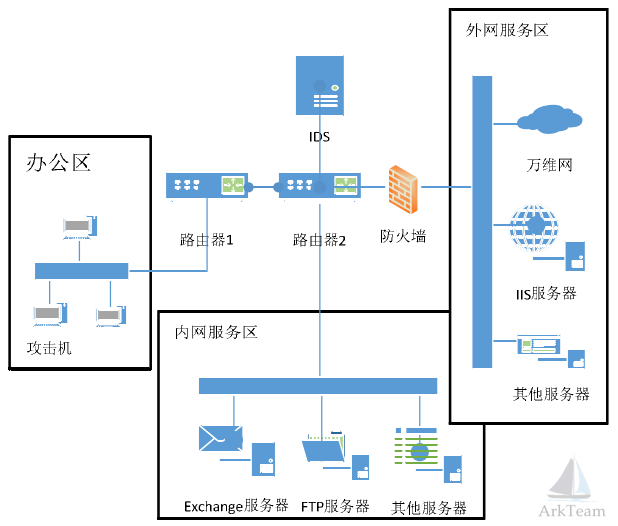 外网服务区
IDS
办公区
万维网
路由器1
路由器2
防火墙
IIS服务器
攻击机
内网服务区
其他服务器
Exchange服务器
FTP服务器
其他服务器
ArkTeam